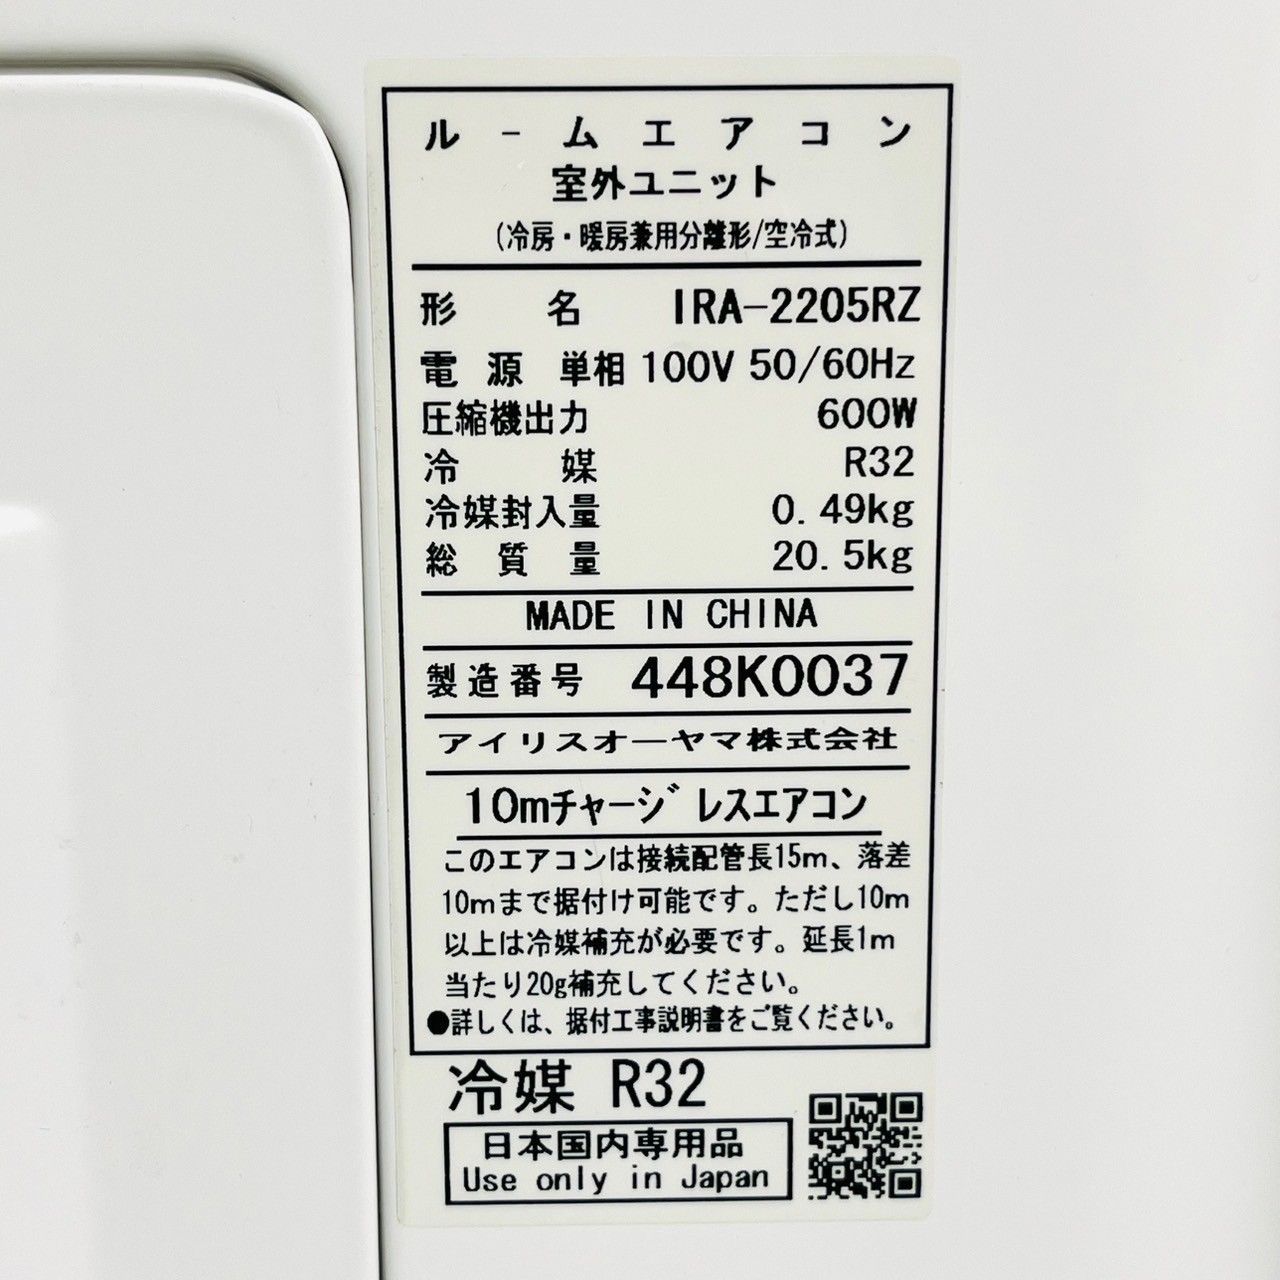 ル－ムエアコン
室外ユニット
(冷房・暖房兼用分離形/空冷式)
形名 IRA-2205RZ
電源 単相100V 50/60Hz
圧縮機出力 600W
冷媒 R32
冷媒封入量 0.49kg
総質量 20.5kg
MADE IN CHINA
製造番号 448K0037
アイリスオーヤマ株式会社
10mチャージレスエアコン
このエアコンは接続配管長15m、落差
10mまで据付け可能です。ただし10m
以上は冷媒補充が必要です。延長1m
当たり20g補充してください。
●詳しくは、据付工事説明書をご覧ください。
冷媒 R32
日本国内専用品
Use only in Japan